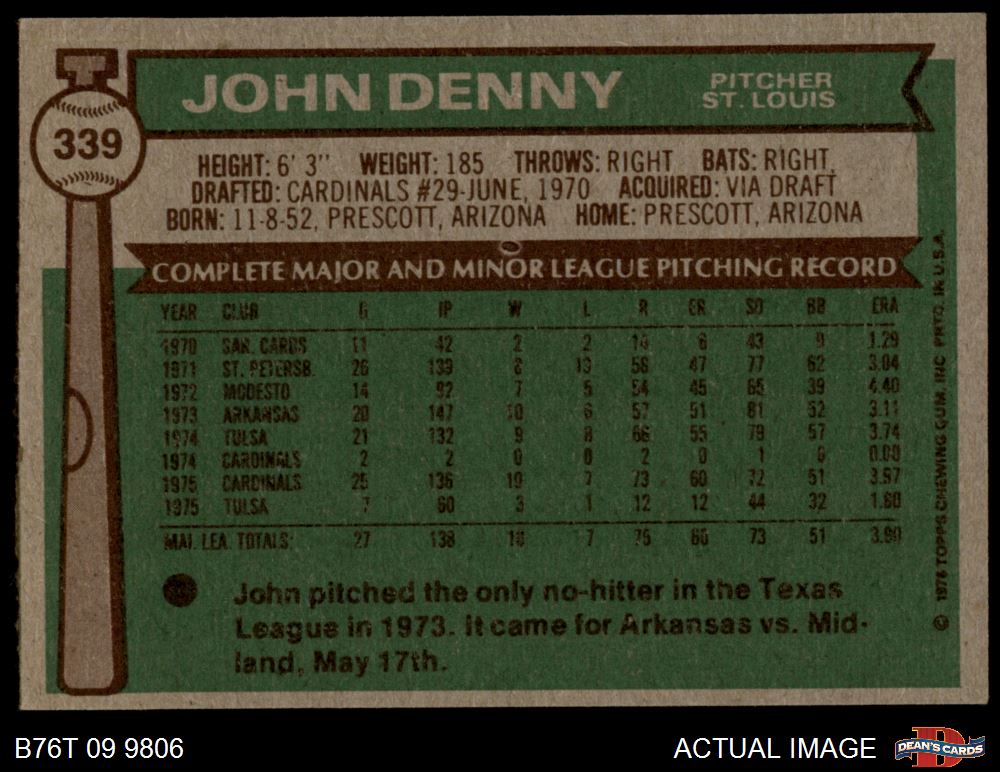 339
JOHN DENNY
PITCHER
ST. LOUIS
HEIGHT: 6' 3" WEIGHT: 185 THROWS: RIGHT BATS: RIGHT
DRAFTED: CARDINALS #29-JUNE, 1970 ACQUIRED: VIA DRAFT
BORN: 11-8-52, PRESCOTT, ARIZONA HOME: PRESCOTT, ARIZONA
COMPLETE MAJOR AND MINOR LEAGUE PITCHING RECORD
YEAR CLUB G IP W L R ER SO BB ERA
1970 SAR. CARDS 11 42 2 2 14 6 43 9 1.29
1971 ST. PETERSB. 26 139 8 13 58 47 77 62 3.04
1972 MODESTO 14 92 7 5 54 45 65 39 4.40
1973 ARKANSAS 20 147 10 6 57 51 81 52 3.11
1974 TULSA 21 132 9 8 66 55 79 57 3.74
1974 CARDINALS 2 2 0 0 2 0 1 0 0.00
1975 CARDINALS 25 136 10 7 73 60 72 51 3.97
1975 TULSA 7 60 3 1 12 12 44 32 1.80
MAJ. LEA. TOTALS: 27 138 10 7 75 60 73 51 3.90
John pitched the only no-hitter in the Texas
League in 1973. It came for Arkansas vs. Mid-
land, May 17th.
© 1976 TOPPS CHEWING GUM, INC PRTD. IN U.S.A.
B76T 09 9806
ACTUAL IMAGE
DEAN'S CARDS